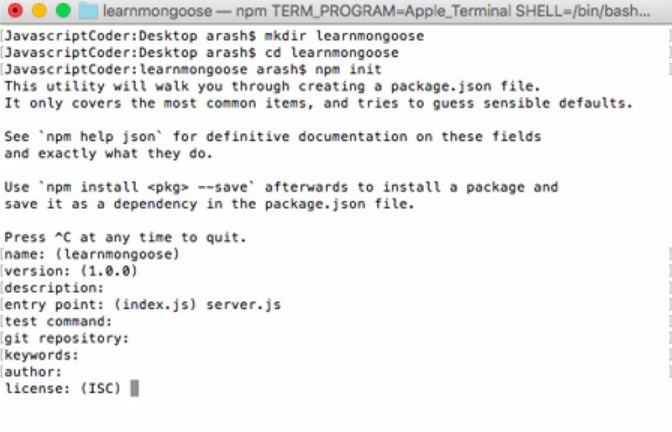 learnmongoose — npm TERM_PROGRAM=Apple_Terminal SHELL=/bin/bash...
[JavascriptCoder:Desktop arash$ mkdir learnmongoose
[JavascriptCoder:Desktop arash$ cd learnmongoose
[JavascriptCoder:learnmongoose arash$ npm init
This utility will walk you through creating a package.json file.
It only covers the most common items, and tries to guess sensible defaults.
See `npm help json` for definitive documentation on these fields
and exactly what they do.
Use `npm install <pkg> --save` afterwards to install a package and
save it as a dependency in the package.json file.
Press ^C at any time to quit.
[name: (learnmongoose)
[version: (1.0.0)
[description:
[entry point: (index.js) server.js
[test command:
[git repository:
[keywords:
[author:
license: (ISC)